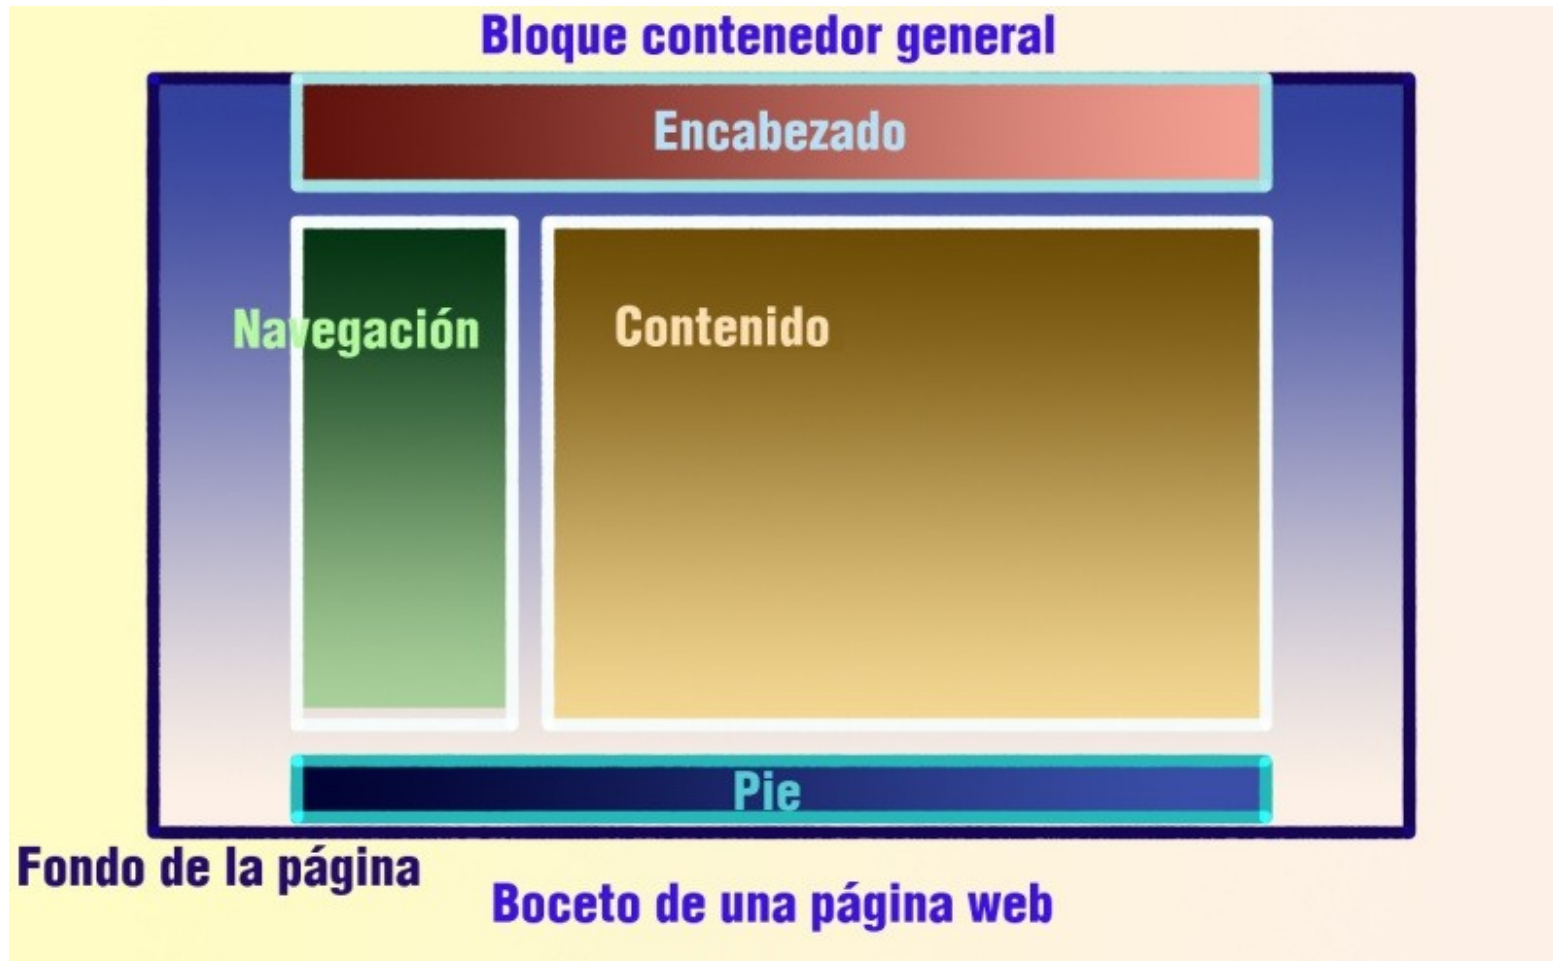 Bloque contenedor general
Encabezado
Navegación
Contenido
Pie
Fondo de la página
Boceto de una página web